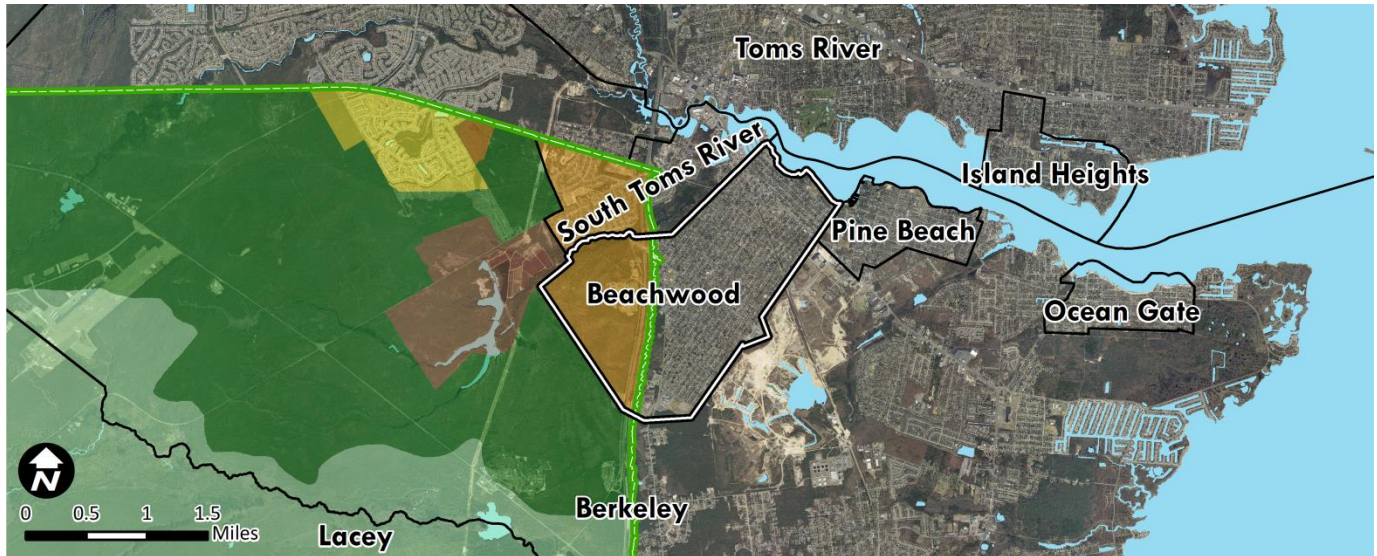 Toms River
South Toms River
Island Heights
Pine Beach
Beachwood
Ocean Gate
N
0 0.5 1 1.5
Miles
Berkeley
Lacey